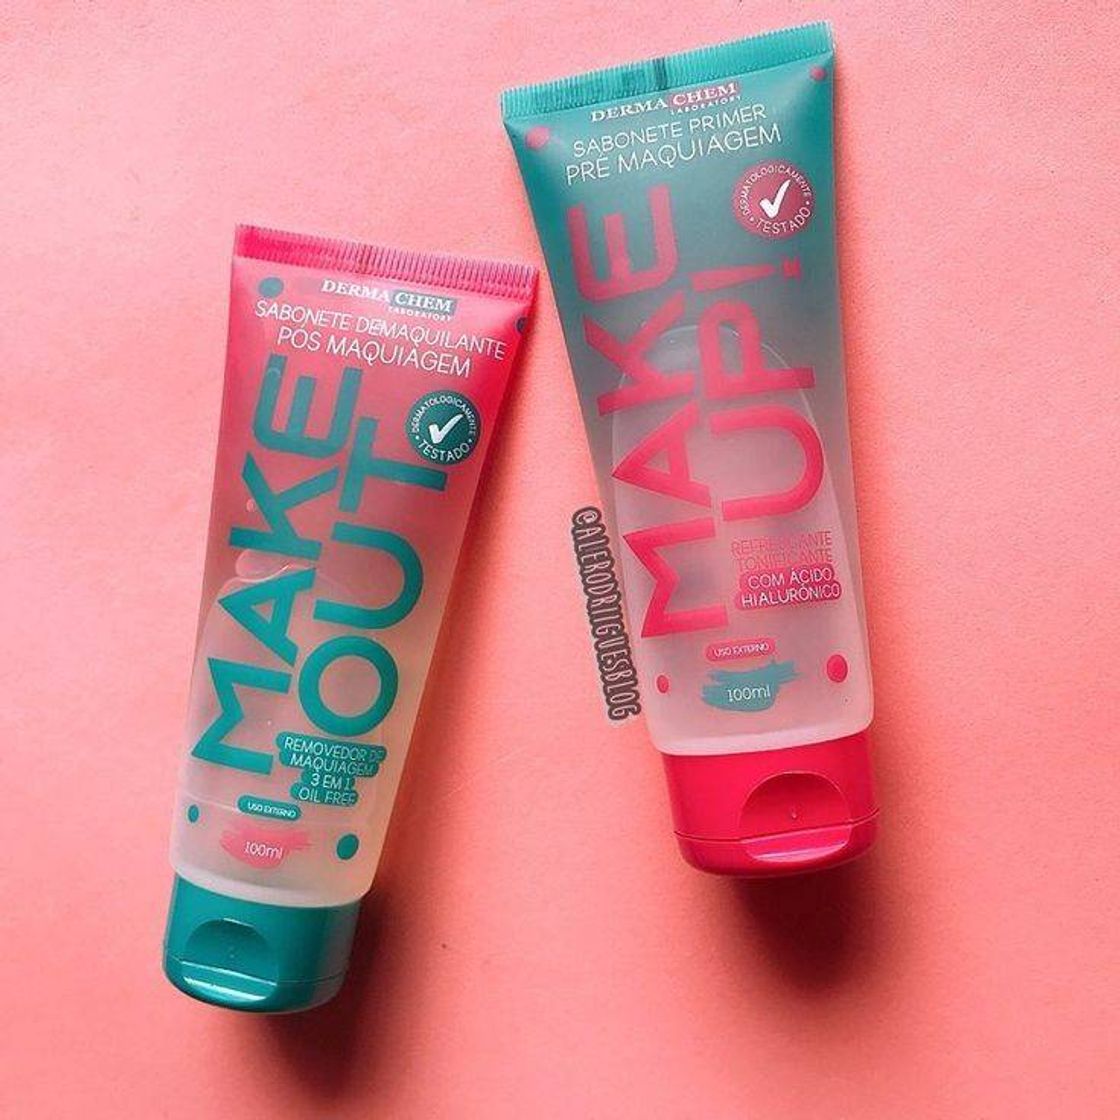 DERMA CHEM
LABORATORY
SABONETE DEMAQUILANTE
PÓS MAQUIAGEM
DERMATOLOGICAMENTE
TESTADO
MAKE
OUT
REMOVEDOR DE
MAQUIAGEM
3 EM 1
OIL FREE
USO EXTERNO
100ml
DERMA CHEM
LABORATORY
SABONETE PRIMER
PRÉ MAQUIAGEM
DERMATOLOGICAMENTE
TESTADO
MAKE
UP!
REFRESCANTE
TONIFICANTE
COM ÁCIDO
HIALURÔNICO
USO EXTERNO
100ml
@ALERODRIIGUESBLOG